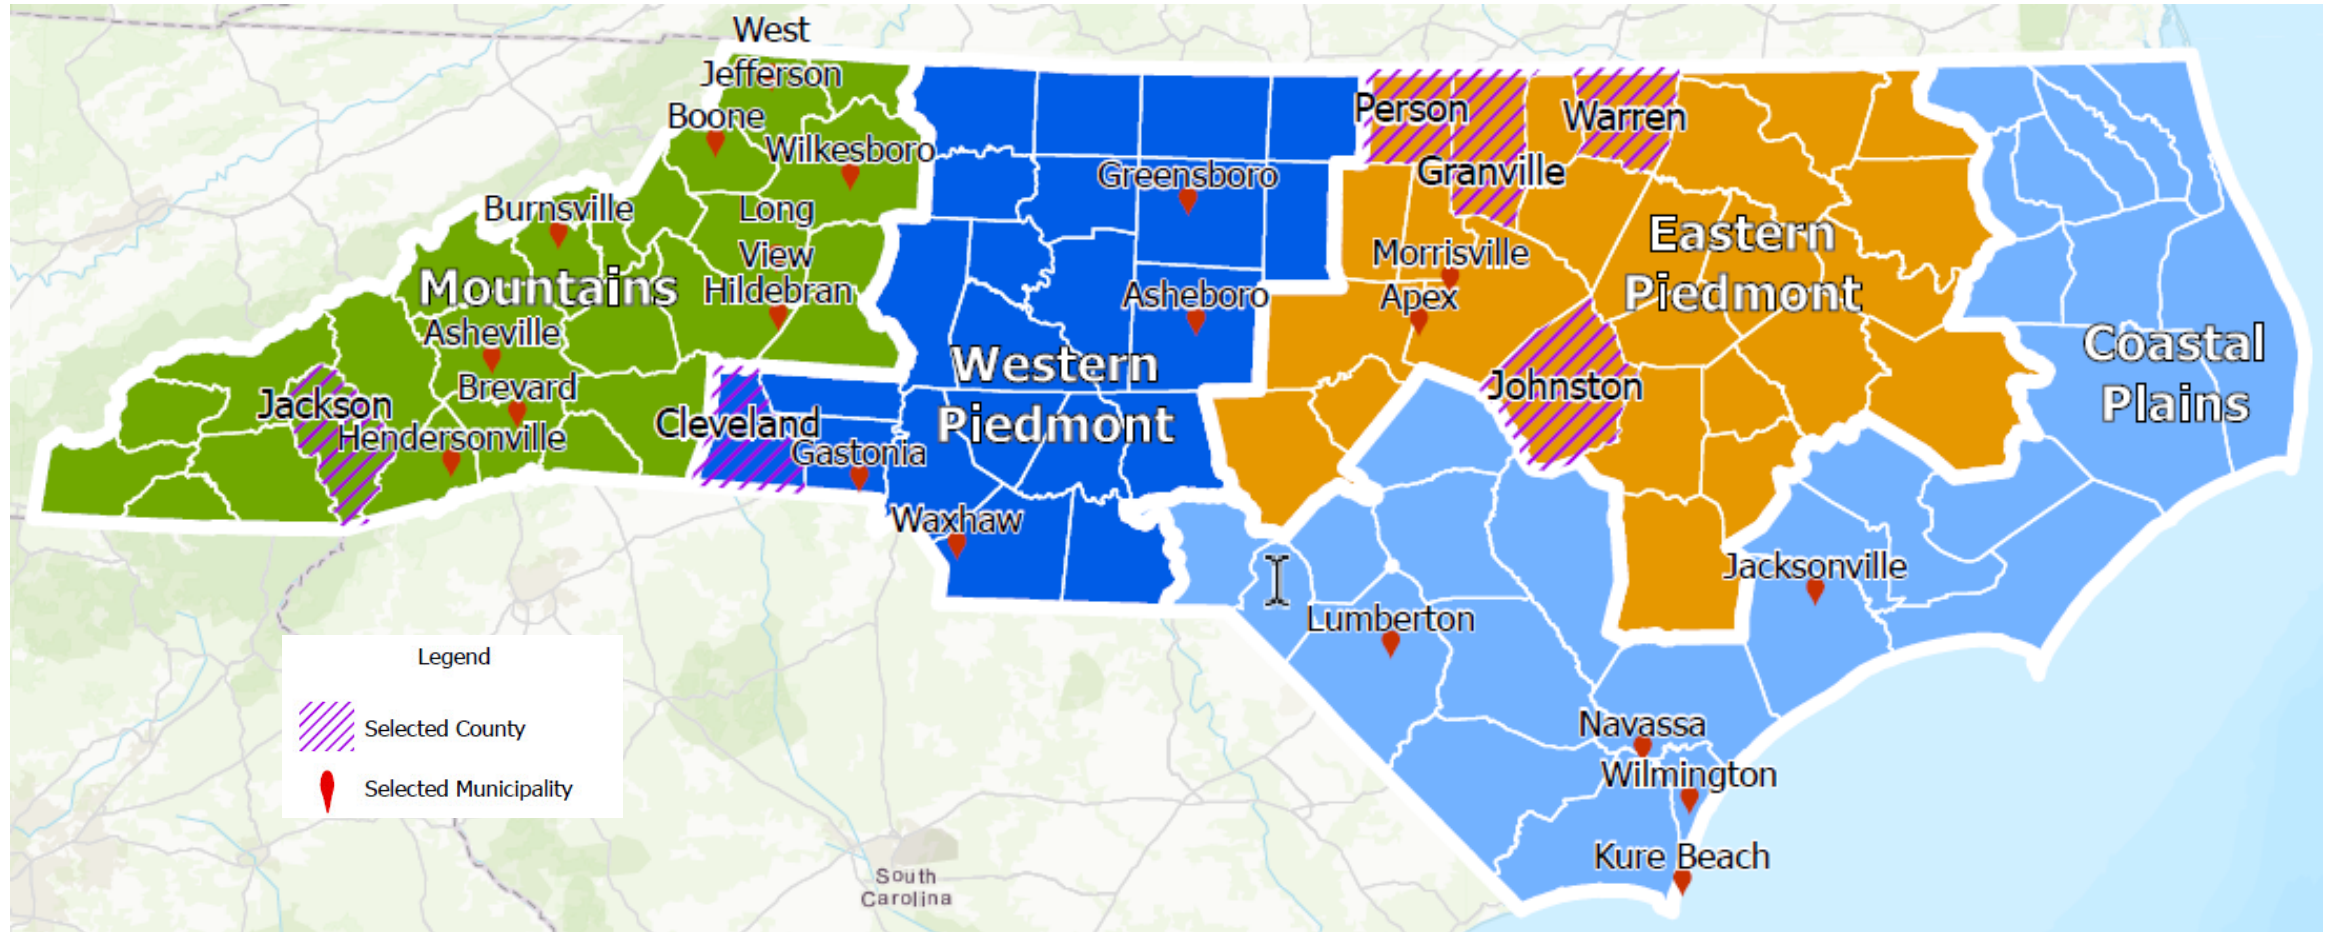 West
Jefferson
Boone
Wilkesboro
Burnsville
Long
View
Hildebran
Mountains
Asheville
Brevard
Jackson
Hendersonville
Cleveland
Gastonia
Waxhaw
Greensboro
Asheboro
Western
Piedmont
Person
Warren
Granville
Morrisville
Apex
Eastern
Piedmont
Johnston
Coastal
Plains
Jacksonville
Lumberton
Navassa
Wilmington
Kure Beach
Legend
Selected County
Selected Municipality
South
Carolina